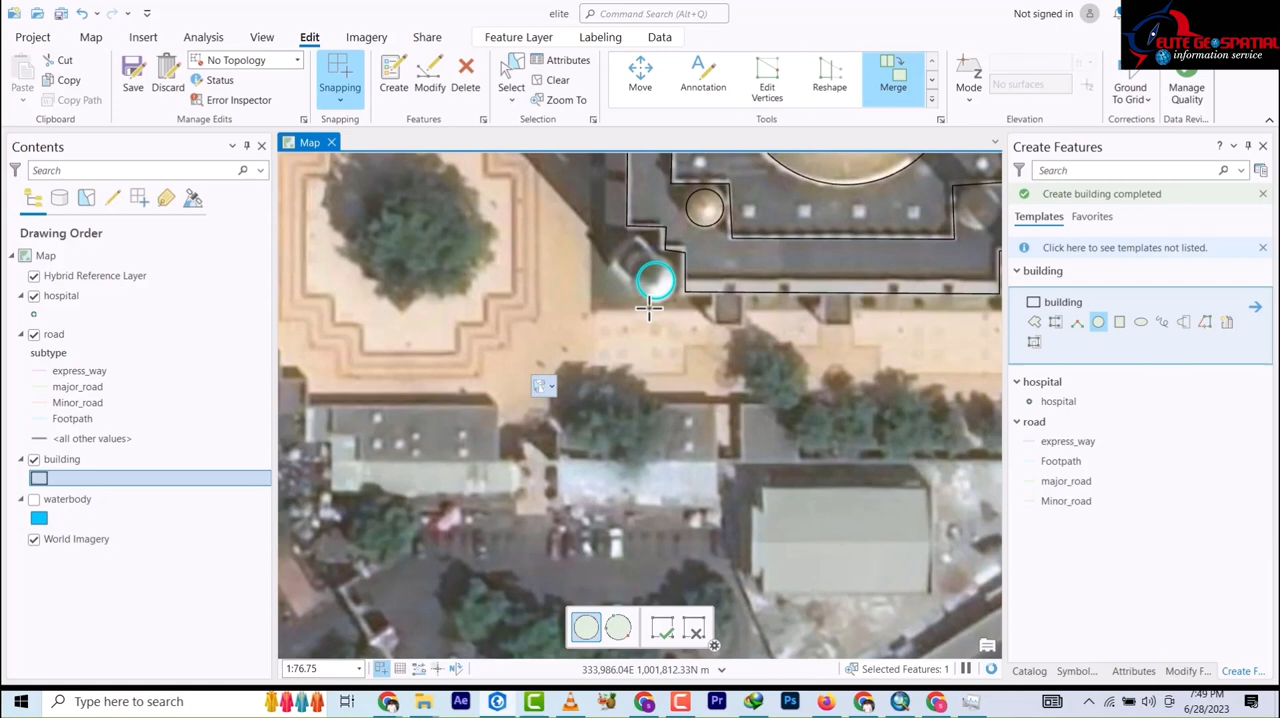 elite
Command Search (Alt+Q)
Not signed in
ELITE GEOSPATIAL
information service
Project Map Insert Analysis View Edit Imagery Share Feature Layer Labeling Data
Paste
Cut
Copy
Copy Path
Clipboard
Save
Discard
No Topology
Status
Error Inspector
Manage Edits
Snapping
Snapping
Create
Modify
Delete
Features
Select
Attributes
Clear
Zoom To
Selection
Move
Annotation
Edit
Vertices
Reshape
Merge
Tools
Mode
No surfaces
Elevation
Ground
To Grid
Corrections
Manage
Quality
Data Revi...
Contents
Search
Drawing Order
Map
Hybrid Reference Layer
hospital
road
subtype
express_way
major_road
Minor_road
Footpath
<all other values>
building
waterbody
World Imagery
Map
1:76.75
333,986.04E 1,001,812.33N m
Selected Features: 1
Create Features
Search
Create building completed
Templates Favorites
Click here to see templates not listed.
building
building
hospital
hospital
road
express_way
Footpath
major_road
Minor_road
Catalog Symbol... Attributes Modify F... Create F...
Type here to search
7:49 PM
6/28/2023